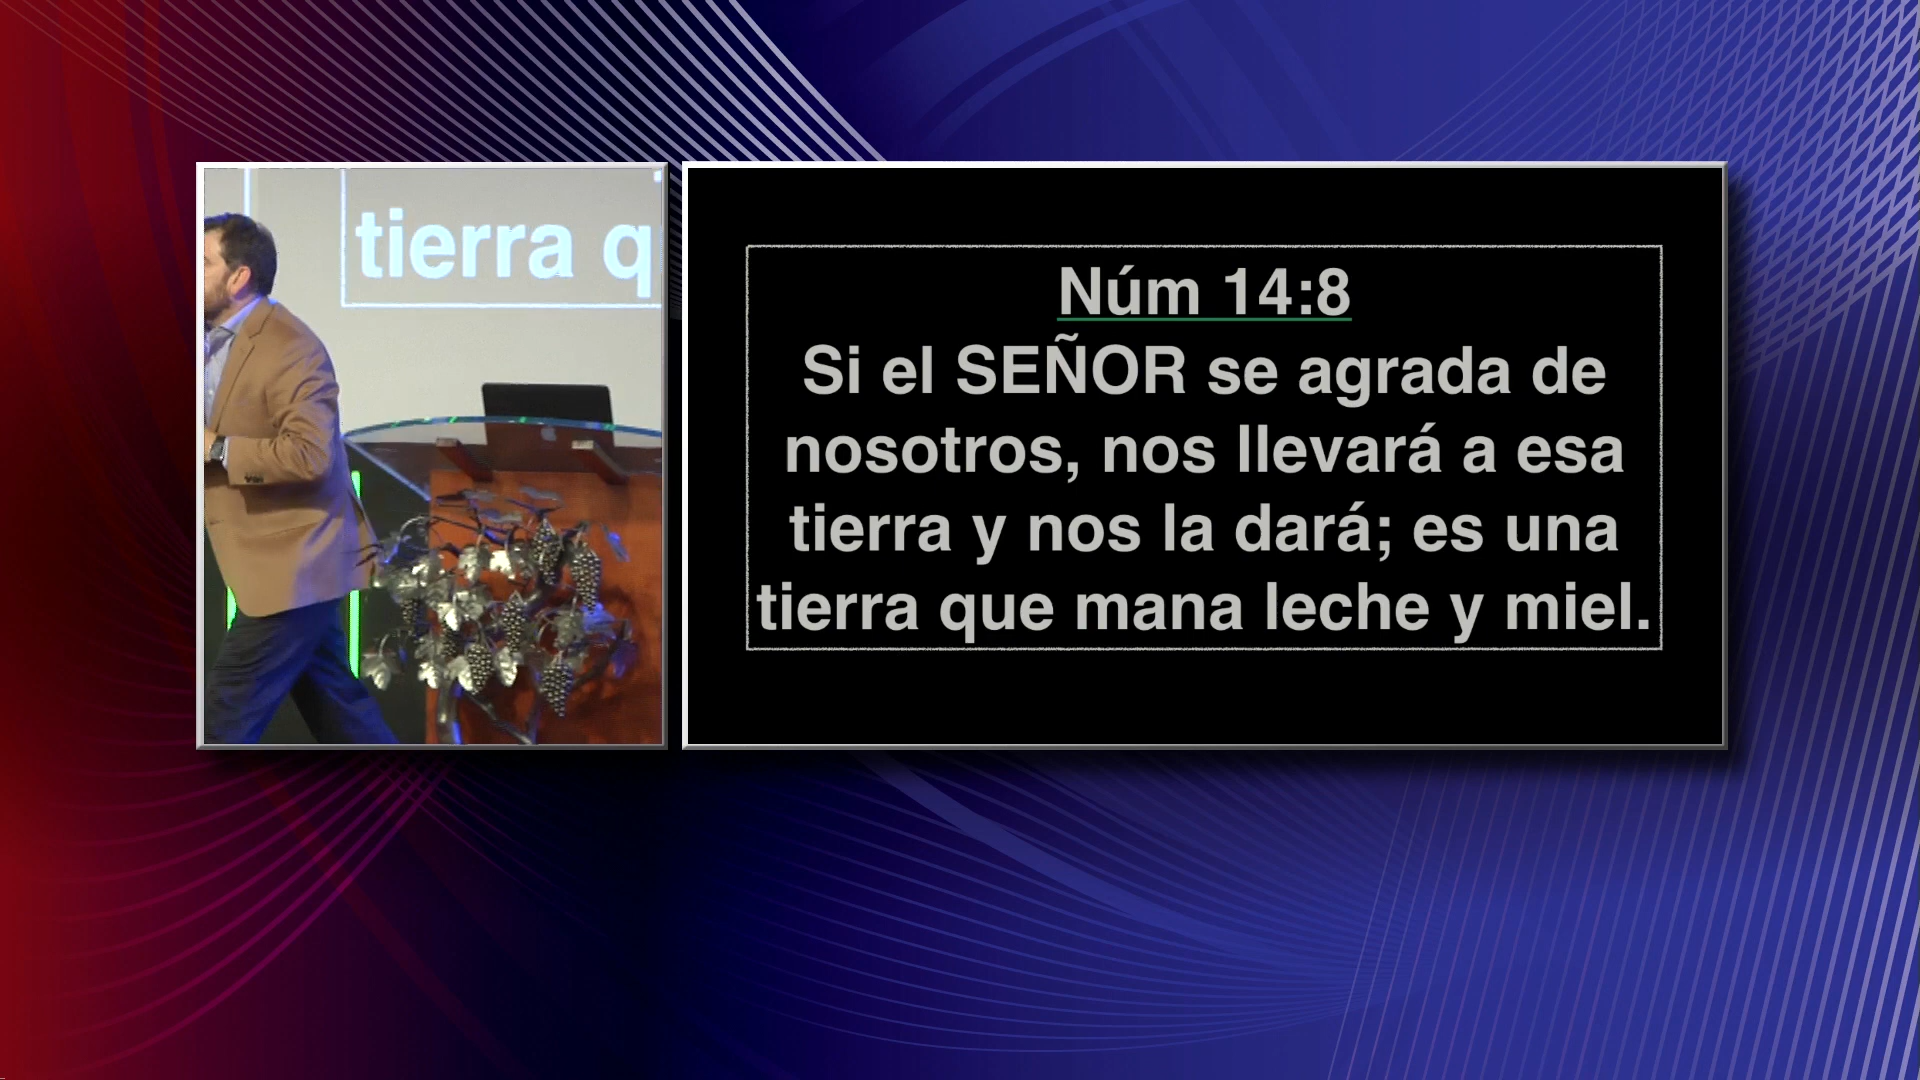 tierra q
Núm 14:8
Si el SEÑOR se agrada de
nosotros, nos llevará a esa
tierra y nos la dará; es una
tierra que mana leche y miel.